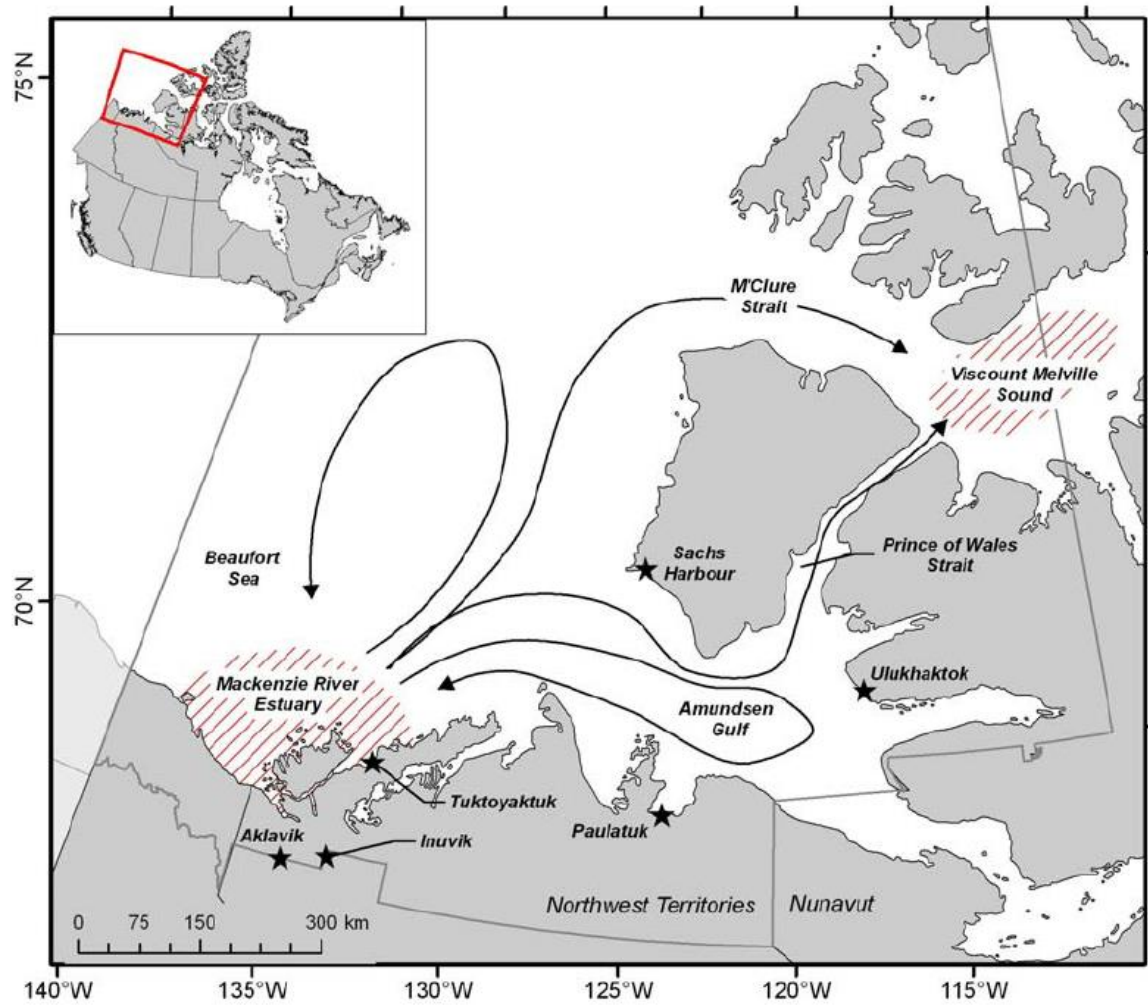 75°N
M'Clure
Strait
Viscount Melville
Sound
Beaufort
Sea
Sachs
Harbour
Prince of Wales
Strait
70°N
Mackenzie River
Estuary
Ulukhaktok
Amundsen
Gulf
Tuktoyaktuk
Paulatuk
Aklavik
Inuvik
Northwest Territories
Nunavut
0 75 150 300 km
140°W 135°W 130°W 125°W 120°W 115°W